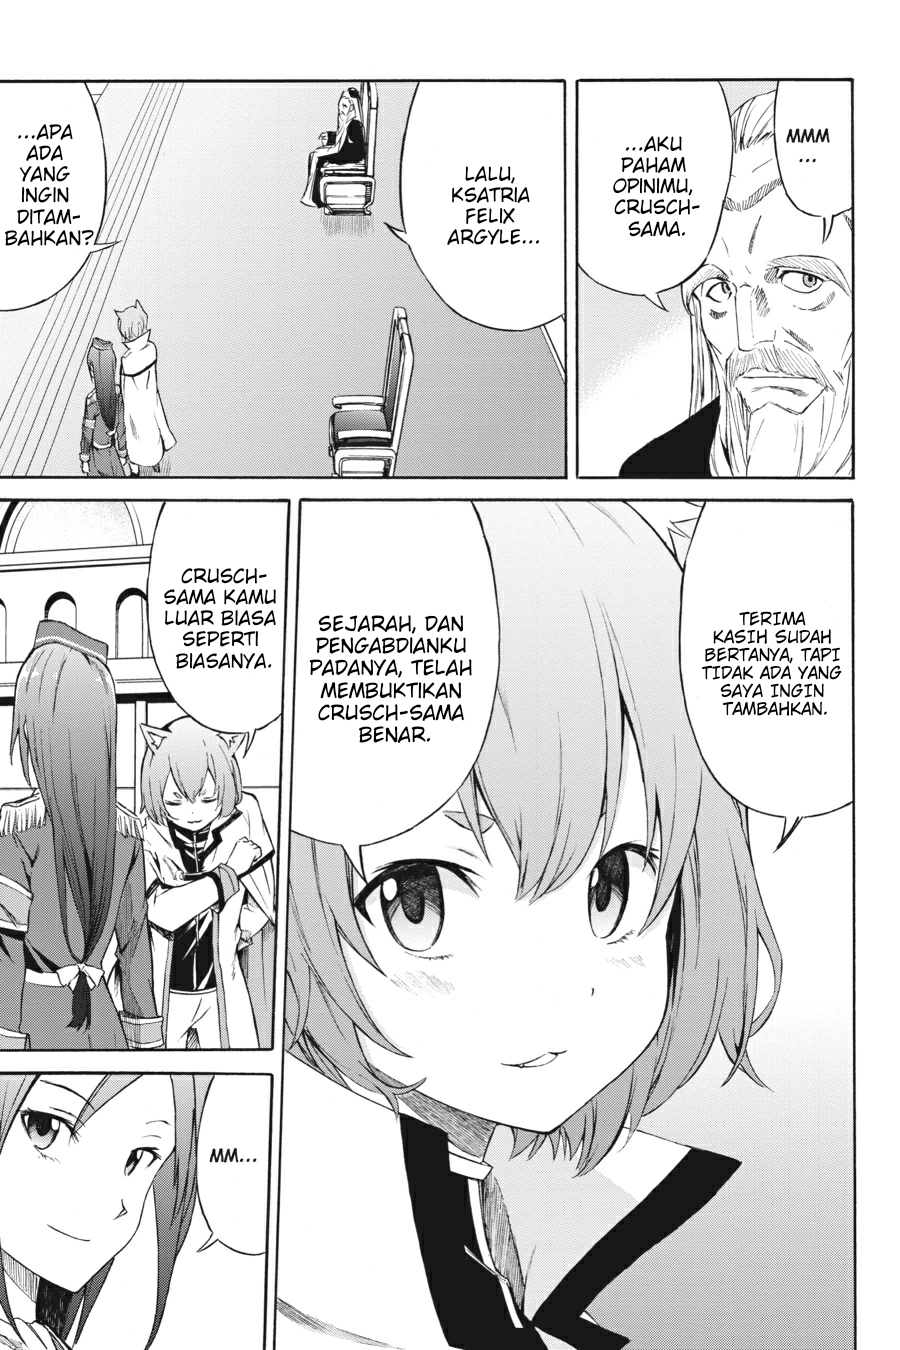 MMM
...
...AKU
PAHAM
OPINIMU,
CRUSCH-
SAMA.
LALU,
KSATRIA
FELIX
ARGYLE...
...APA
ADA
YANG
INGIN
DITAM-
BAHKAN?
TERIMA
KASIH SUDAH
BERTANYA, TAPI
TIDAK ADA YANG
SAYA INGIN
TAMBAHKAN.
SEJARAH, DAN
PENGABDIANKU
PADANYA, TELAH
MEMBUKTIKAN
CRUSCH-SAMA
BENAR.
CRUSCH-
SAMA KAMU
LUAR BIASA
SEPERTI
BIASANYA.
MM...